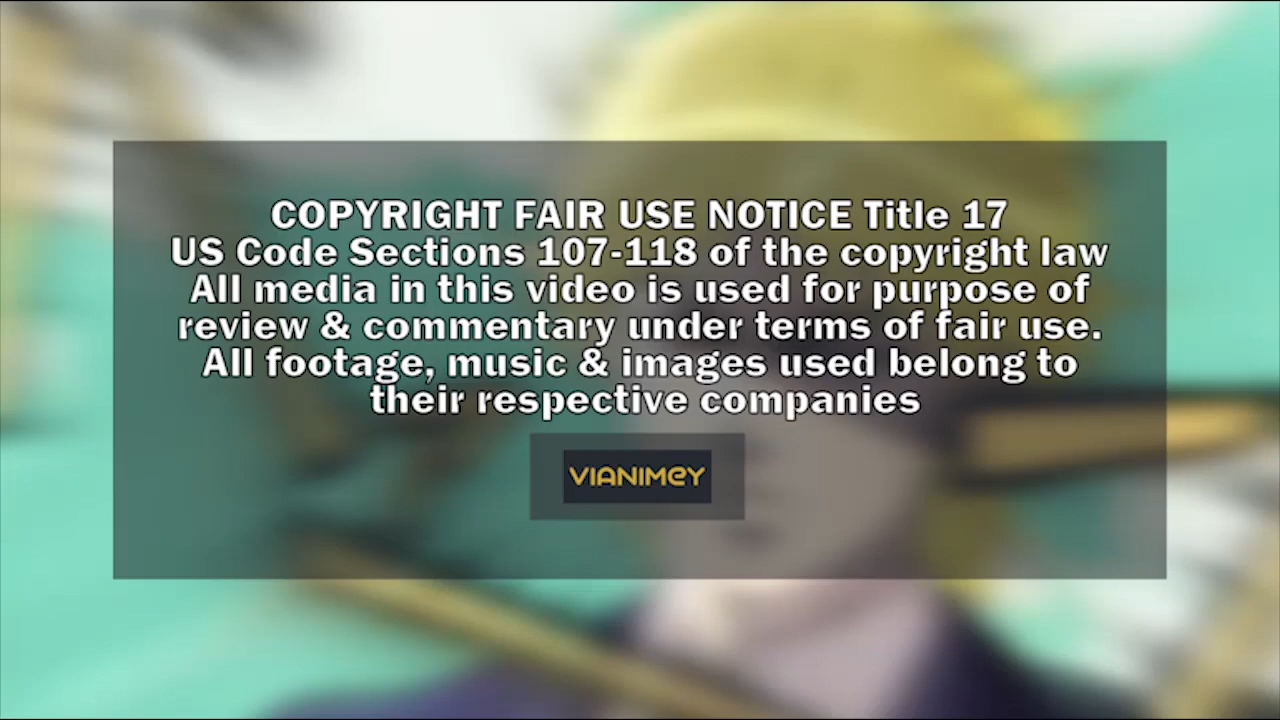 COPYRIGHT FAIR USE NOTICE Title 17
US Code Sections 107-118 of the copyright law
All media in this video is used for purpose of
review & commentary under terms of fair use.
All footage, music & images used belong to
their respective companies
VIANIMEY